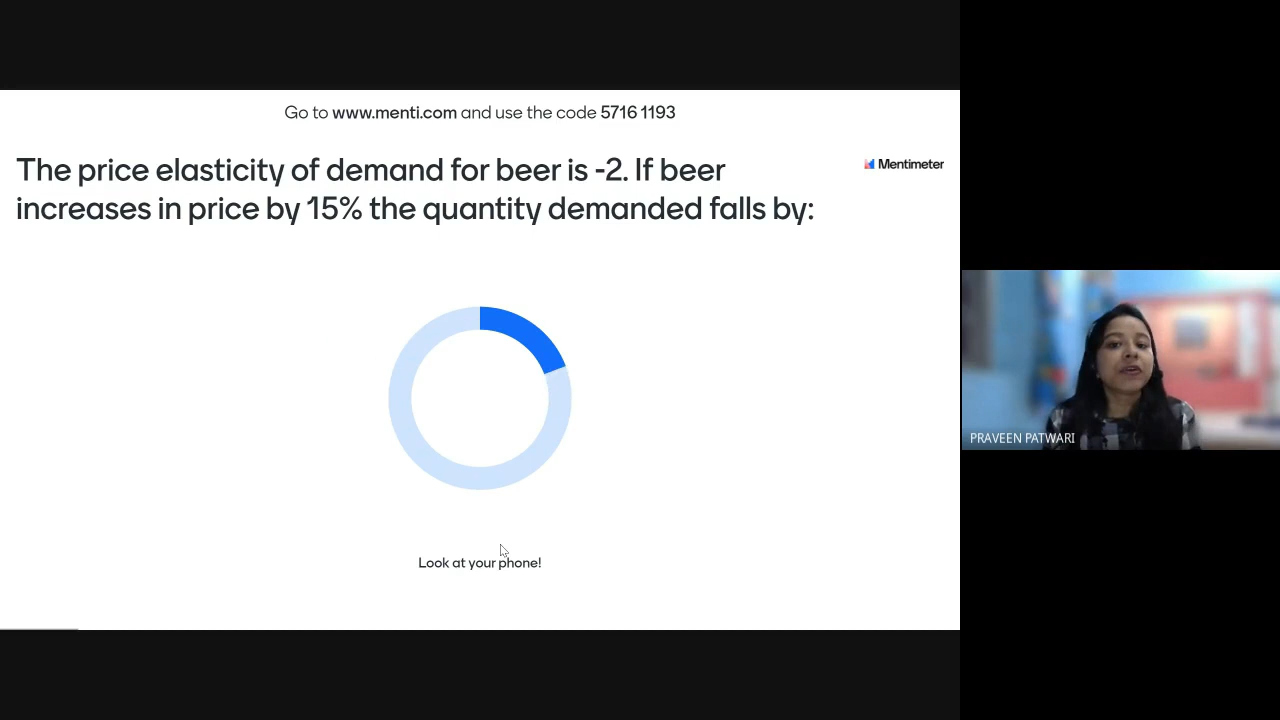 Go to www.menti.com and use the code 5716 1193
The price elasticity of demand for beer is -2. If beer
increases in price by 15% the quantity demanded falls by:
Mentimeter
Look at your phone!
PRAVEEN PATWARI